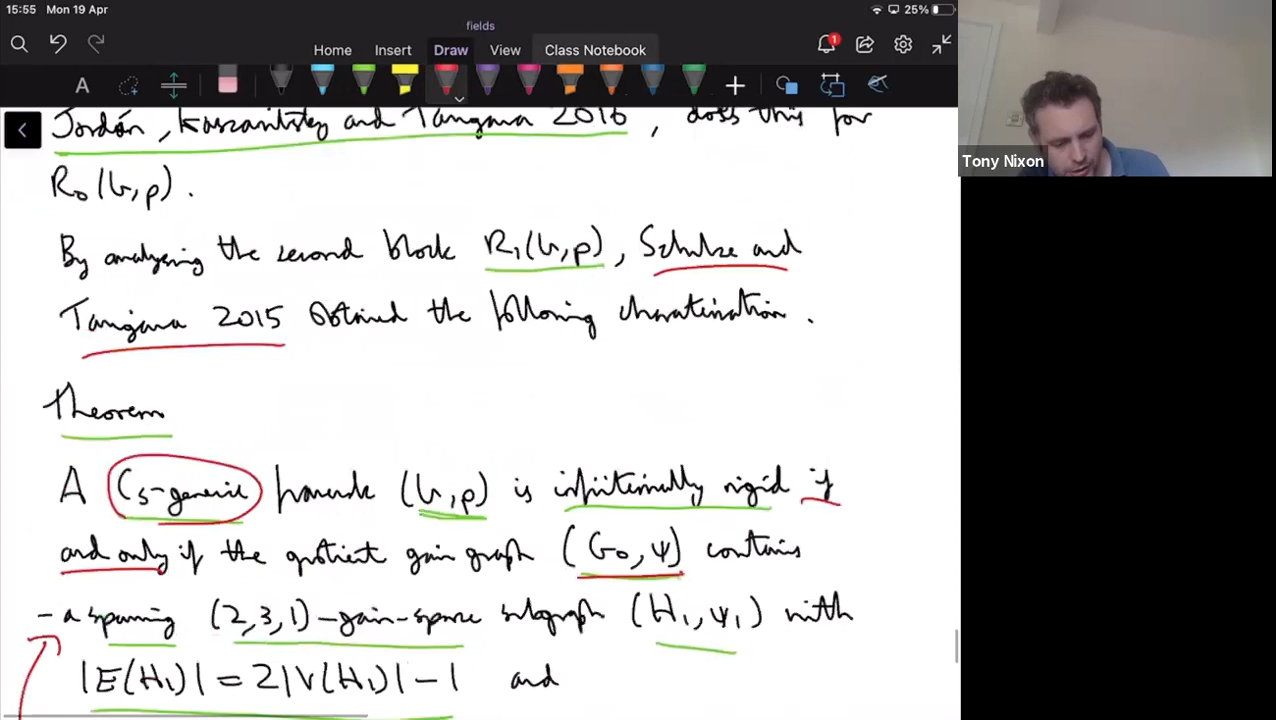 15:55 Mon 19 Apr
25%
fields
Home Insert Draw View Class Notebook
1
Tony Nixon
Jordán, Kaszanitsky and Tanigawa 2016, does this for
R₀(G,p).
By analysing the second block R₁(G,p), Schulze and
Tanigawa 2015 obtained the following characterisation.
Theorem
A Cs-generic framework (G,p) is infinitesimally rigid if
and only if the quotient gain graph (G₀,ψ) contains
- a spanning (2,3,1)-gain-sparse subgraph (H₁,ψ₁) with
|E(H₁)| = 2|V(H₁)| - 1 and